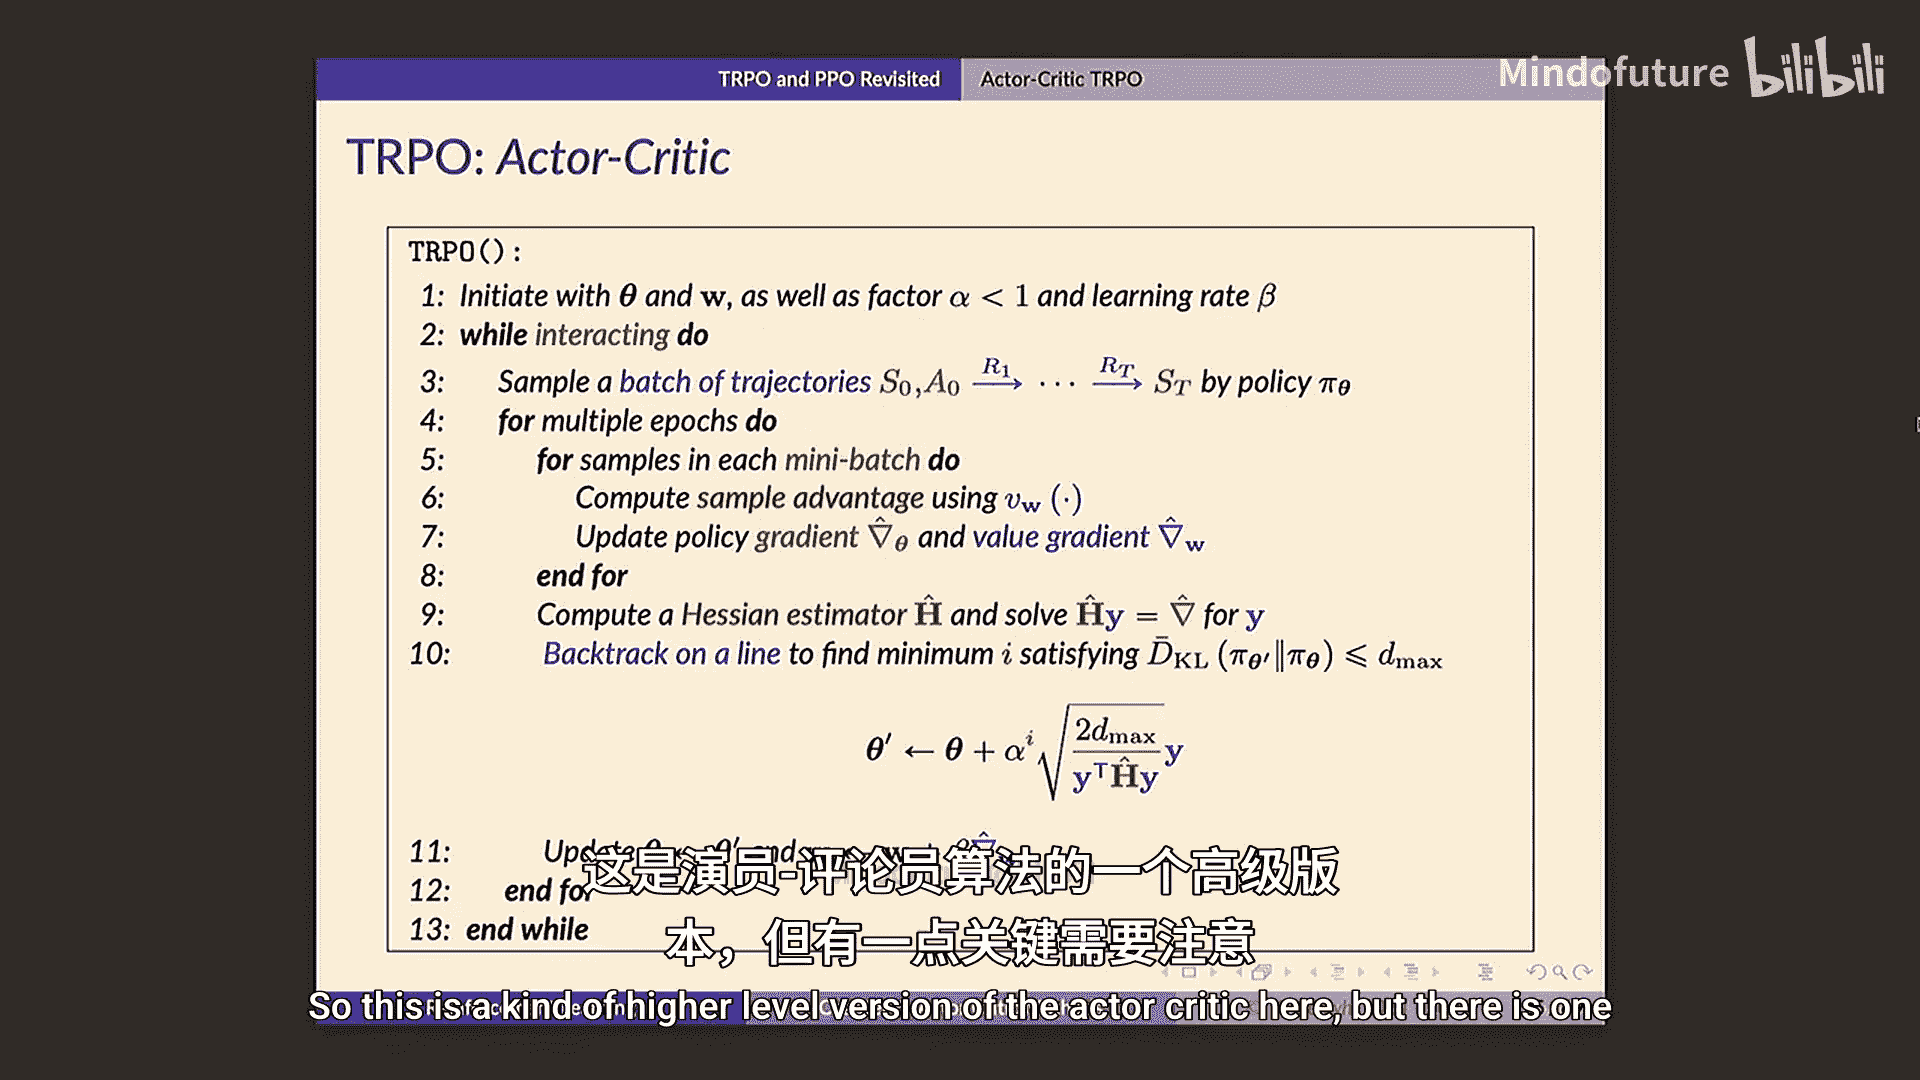 TRPO and PPO Revisited
Actor-Critic TRPO
Mindofuture bilibili
TRPO: Actor-Critic
TRPO():
1: Initiate with θ and w, as well as factor α < 1 and learning rate β
2: while interacting do
3: Sample a batch of trajectories S₀, A₀ —R₁→ ··· —R_T→ S_T by policy π_θ
4: for multiple epochs do
5: for samples in each mini-batch do
6: Compute sample advantage using v_w (·)
7: Update policy gradient ∇̂_θ and value gradient ∇̂_w
8: end for
9: Compute a Hessian estimator Ĥ and solve Ĥy = ∇̂ for y
10: Backtrack on a line to find minimum i satisfying D̄_KL (π_θ′‖π_θ) ⩽ d_max
θ′ ← θ + α^i √(2d_max / y^⊤Ĥy) y
11: Update
12: end for
13: end while
这是演员-评论员算法的一个高级版
本，但有一点关键需要注意
So this is a kind of higher level version of the actor critic here, but there is one